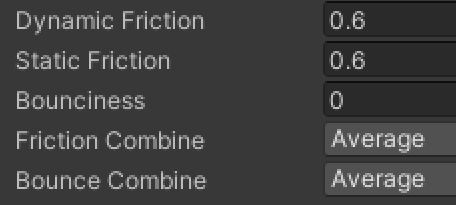 Dynamic Friction 0.6
Static Friction 0.6
Bounciness 0
Friction Combine Average
Bounce Combine Average